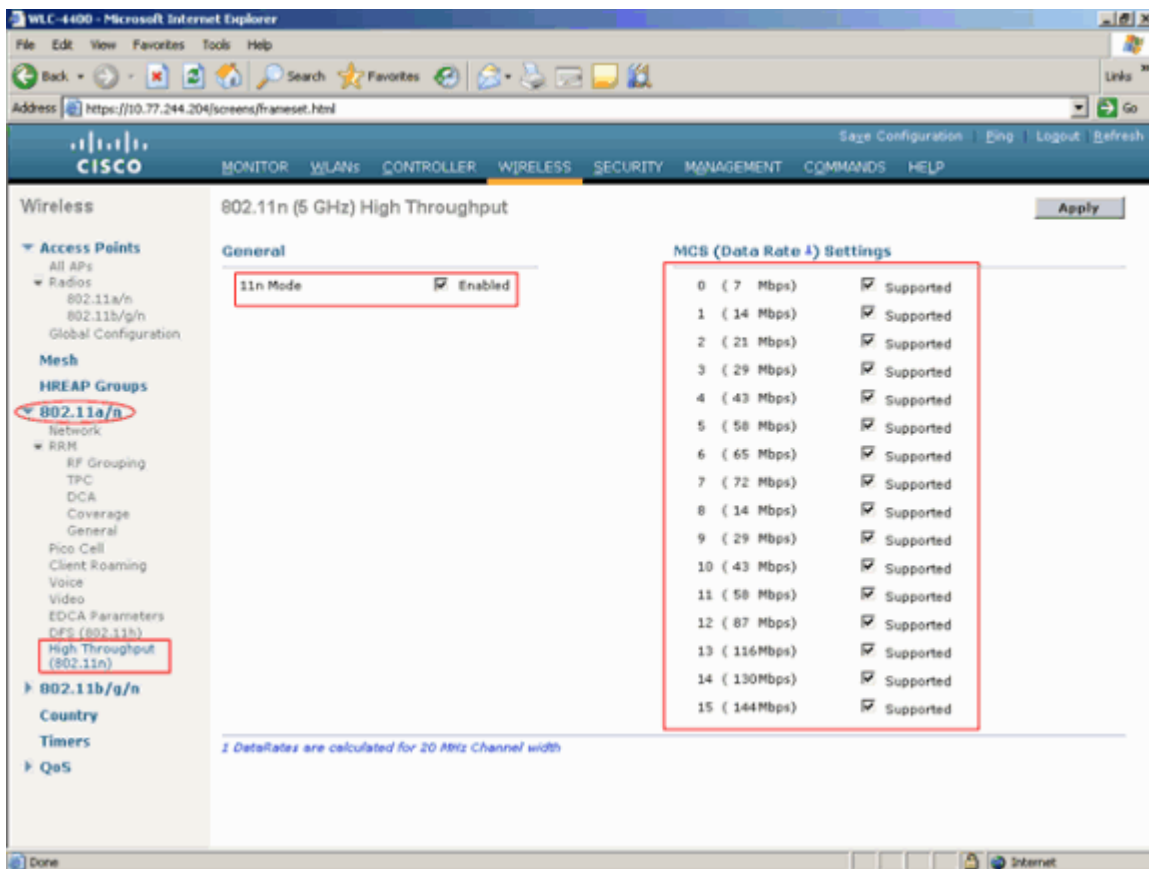 WLC-4400 - Microsoft Internet Explorer
File Edit View Favorites Tools Help
Back Search Favorites Links
Address https://10.77.244.204/screens/frameset.html Go
Save Configuration Ping Logout Refresh
CISCO MONITOR WLANs CONTROLLER WIRELESS SECURITY MANAGEMENT COMMANDS HELP
Wireless
Access Points
All APs
Radios
802.11a/n
802.11b/g/n
Global Configuration
Mesh
HREAP Groups
802.11a/n
Network
RRM
RF Grouping
TPC
DCA
Coverage
General
Pico Cell
Client Roaming
Voice
Video
EDCA Parameters
DFS (802.11h)
High Throughput
(802.11n)
802.11b/g/n
Country
Timers
QoS
802.11n (5 GHz) High Throughput Apply
General
11n Mode Enabled
MCS (Data Rate 1) Settings
0 ( 7 Mbps) Supported
1 ( 14 Mbps) Supported
2 ( 21 Mbps) Supported
3 ( 29 Mbps) Supported
4 ( 43 Mbps) Supported
5 ( 58 Mbps) Supported
6 ( 65 Mbps) Supported
7 ( 72 Mbps) Supported
8 ( 14 Mbps) Supported
9 ( 29 Mbps) Supported
10 ( 43 Mbps) Supported
11 ( 58 Mbps) Supported
12 ( 87 Mbps) Supported
13 ( 116Mbps) Supported
14 ( 130Mbps) Supported
15 ( 144Mbps) Supported
1 DataRates are calculated for 20 MHz Channel width
Done Internet